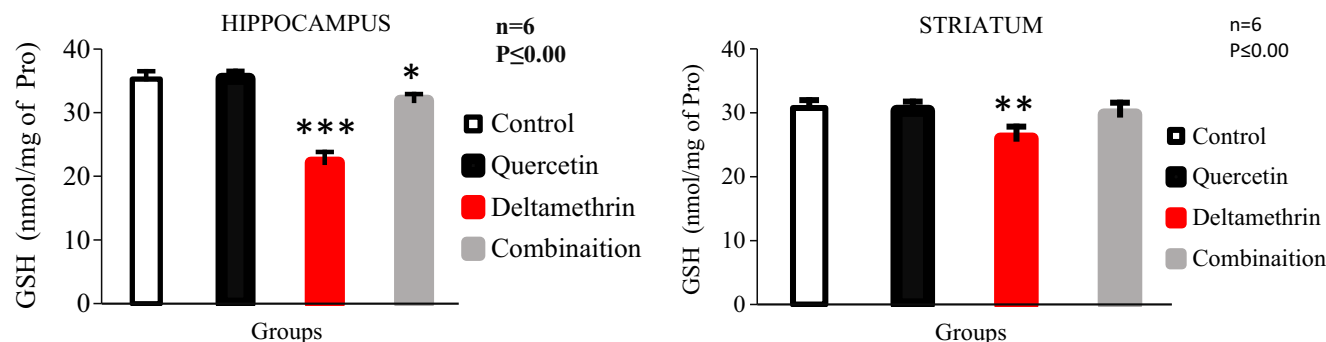 HIPPOCAMPUS
n=6
P≤0.00
GSH (nmol/mg of Pro)
40
30
20
10
0
*
***
Control
Quercetin
Deltamethrin
Combinaition
Groups
STRIATUM
n=6
P≤0.00
GSH (nmol/mg of Pro)
40
30
20
10
0
**
Control
Quercetin
Deltamethrin
Combinaition
Groups